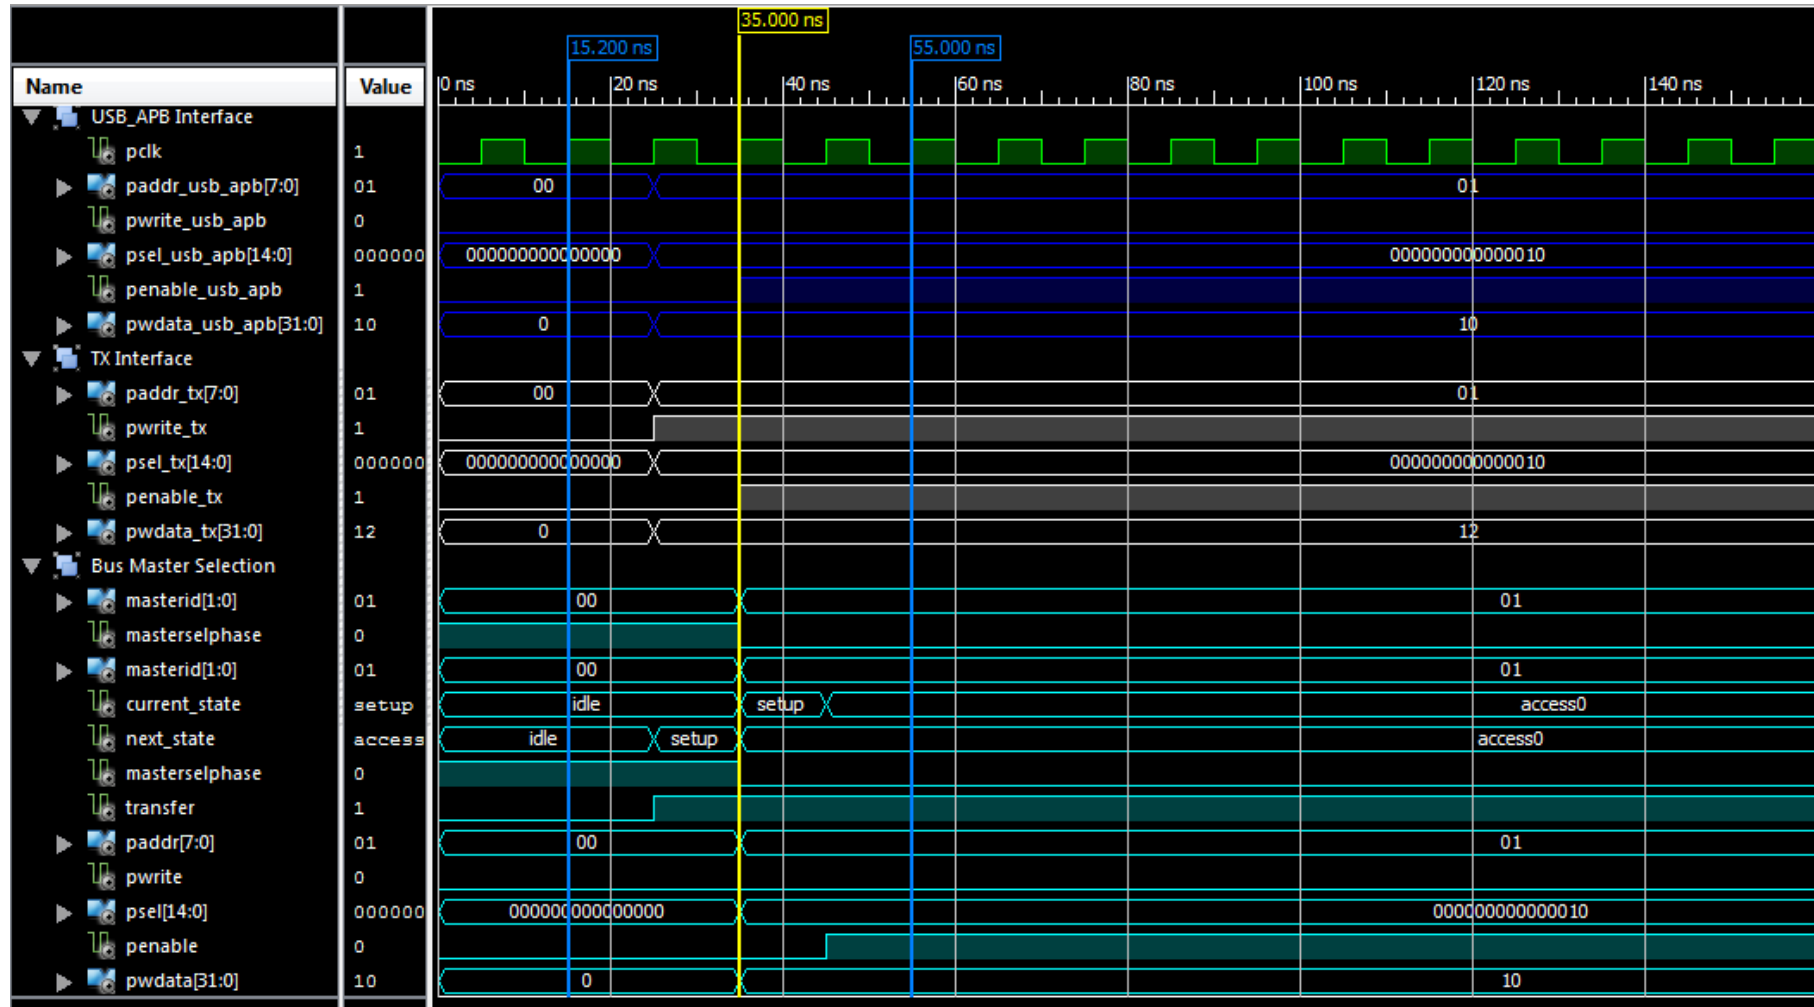 35.000 ns
15.200 ns 55.000 ns
Name Value 0 ns 20 ns 40 ns 60 ns 80 ns 100 ns 120 ns 140 ns
USB_APB Interface
pclk 1
paddr_usb_apb[7:0] 01 00 01
pwrite_usb_apb 0
psel_usb_apb[14:0] 000000 000000000000000 000000000000010
penable_usb_apb 1
pwdata_usb_apb[31:0] 10 0 10
TX Interface
paddr_tx[7:0] 01 00 01
pwrite_tx 1
psel_tx[14:0] 000000 000000000000000 000000000000010
penable_tx 1
pwdata_tx[31:0] 12 0 12
Bus Master Selection
masterid[1:0] 01 00 01
masterselphase 0
masterid[1:0] 01 00 01
current_state setup idle setup access0
next_state access idle setup access0
masterselphase 0
transfer 1
paddr[7:0] 01 00 01
pwrite 0
psel[14:0] 000000 000000000000000 000000000000010
penable 0
pwdata[31:0] 10 0 10